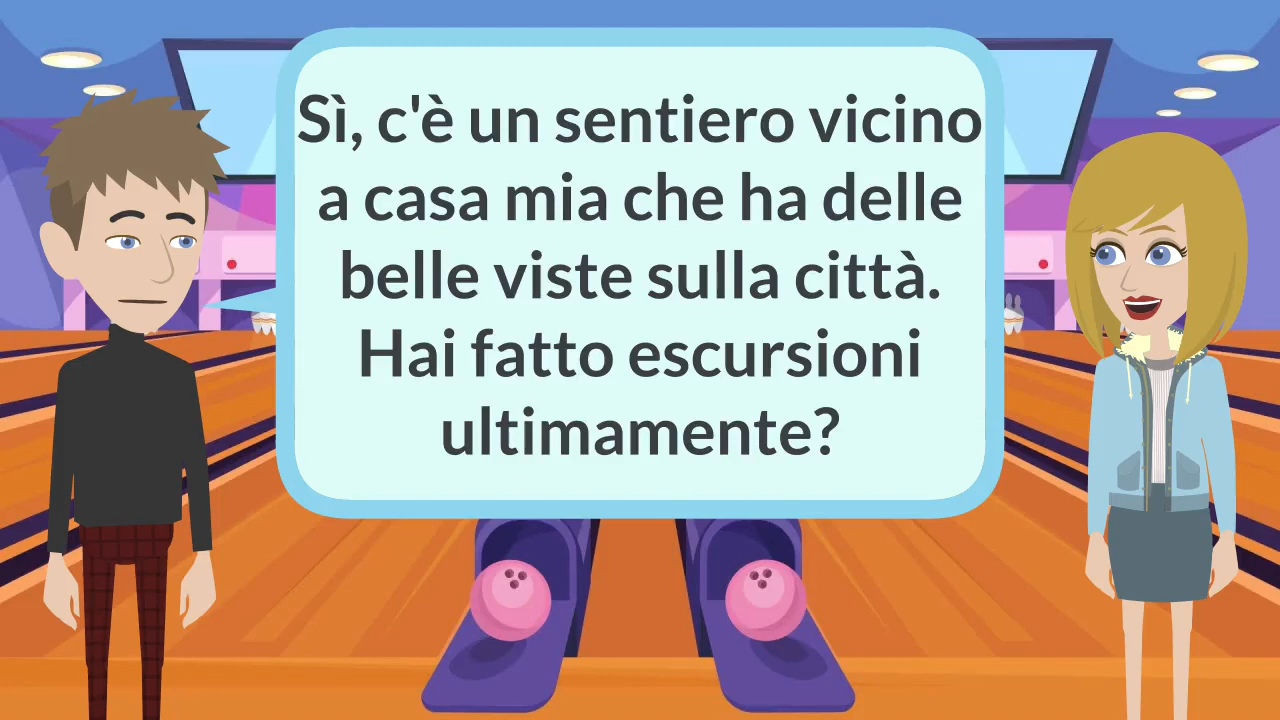 Sì, c'è un sentiero vicino
a casa mia che ha delle
belle viste sulla città.
Hai fatto escursioni
ultimamente?